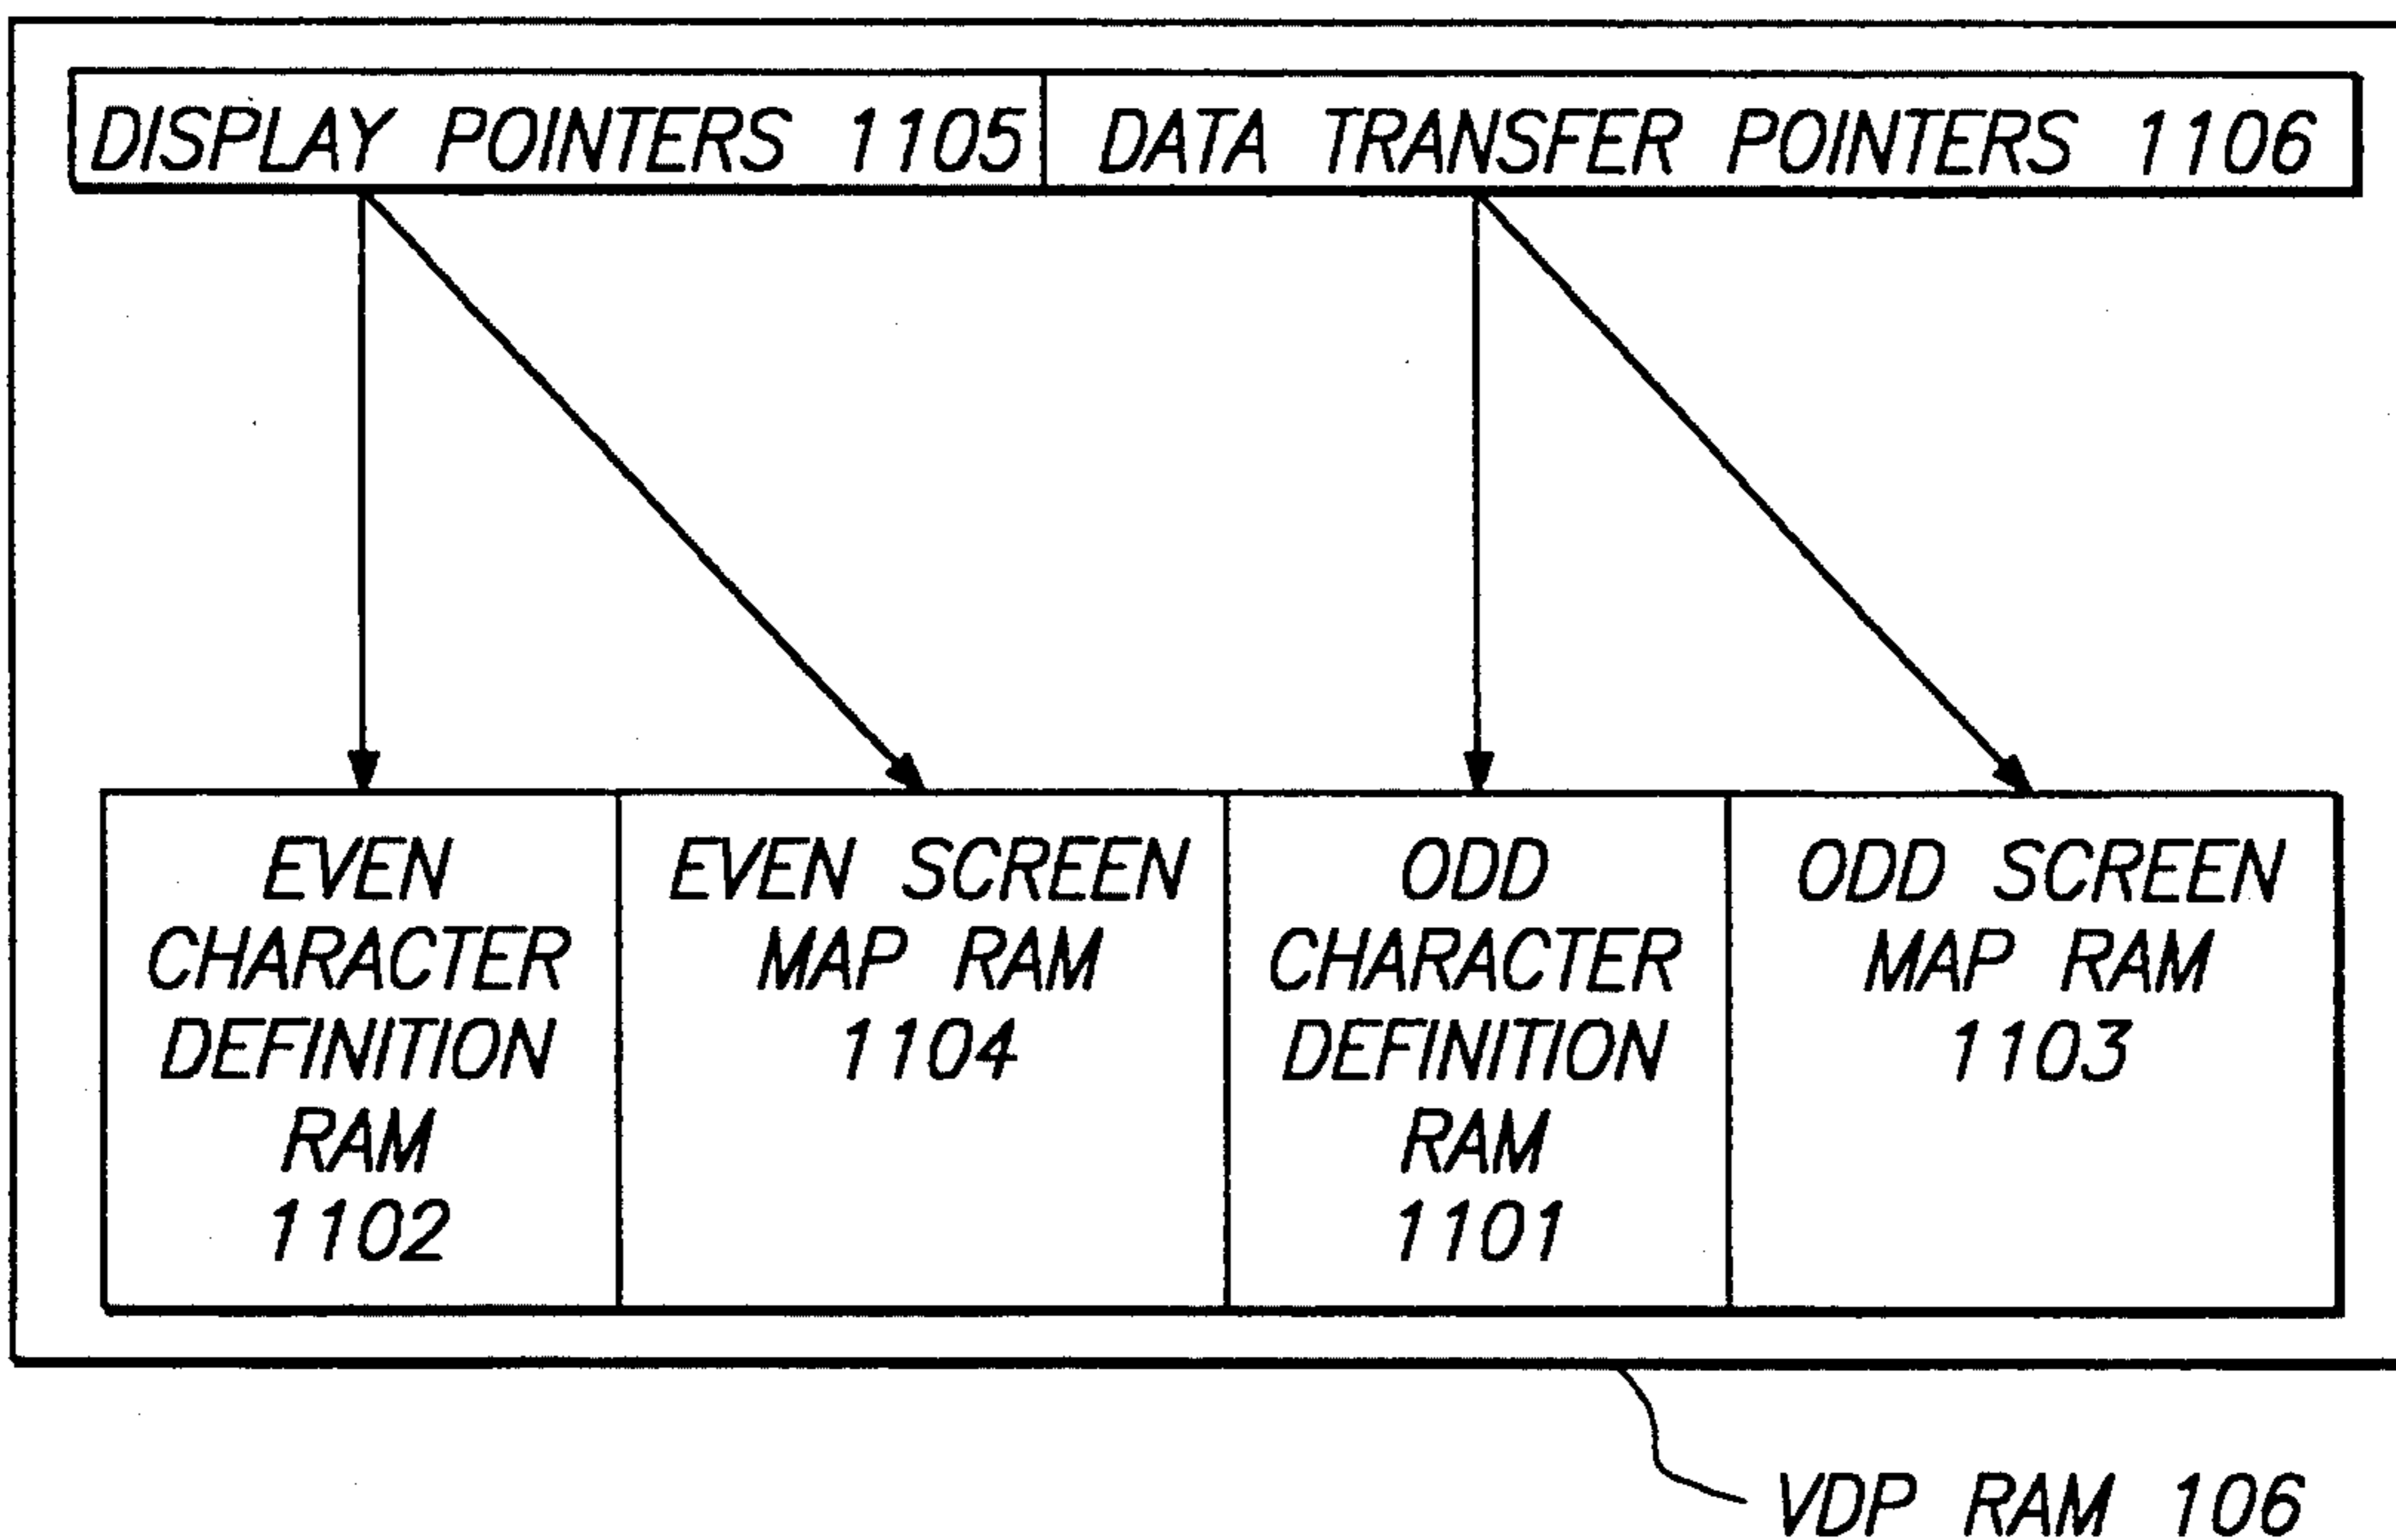 DISPLAY POINTERS 1105
DATA TRANSFER POINTERS 1106
EVEN
CHARACTER
DEFINITION
RAM
1102
EVEN SCREEN
MAP RAM
1104
ODD
CHARACTER
DEFINITION
RAM
1101
ODD SCREEN
MAP RAM
1103
VDP RAM 106